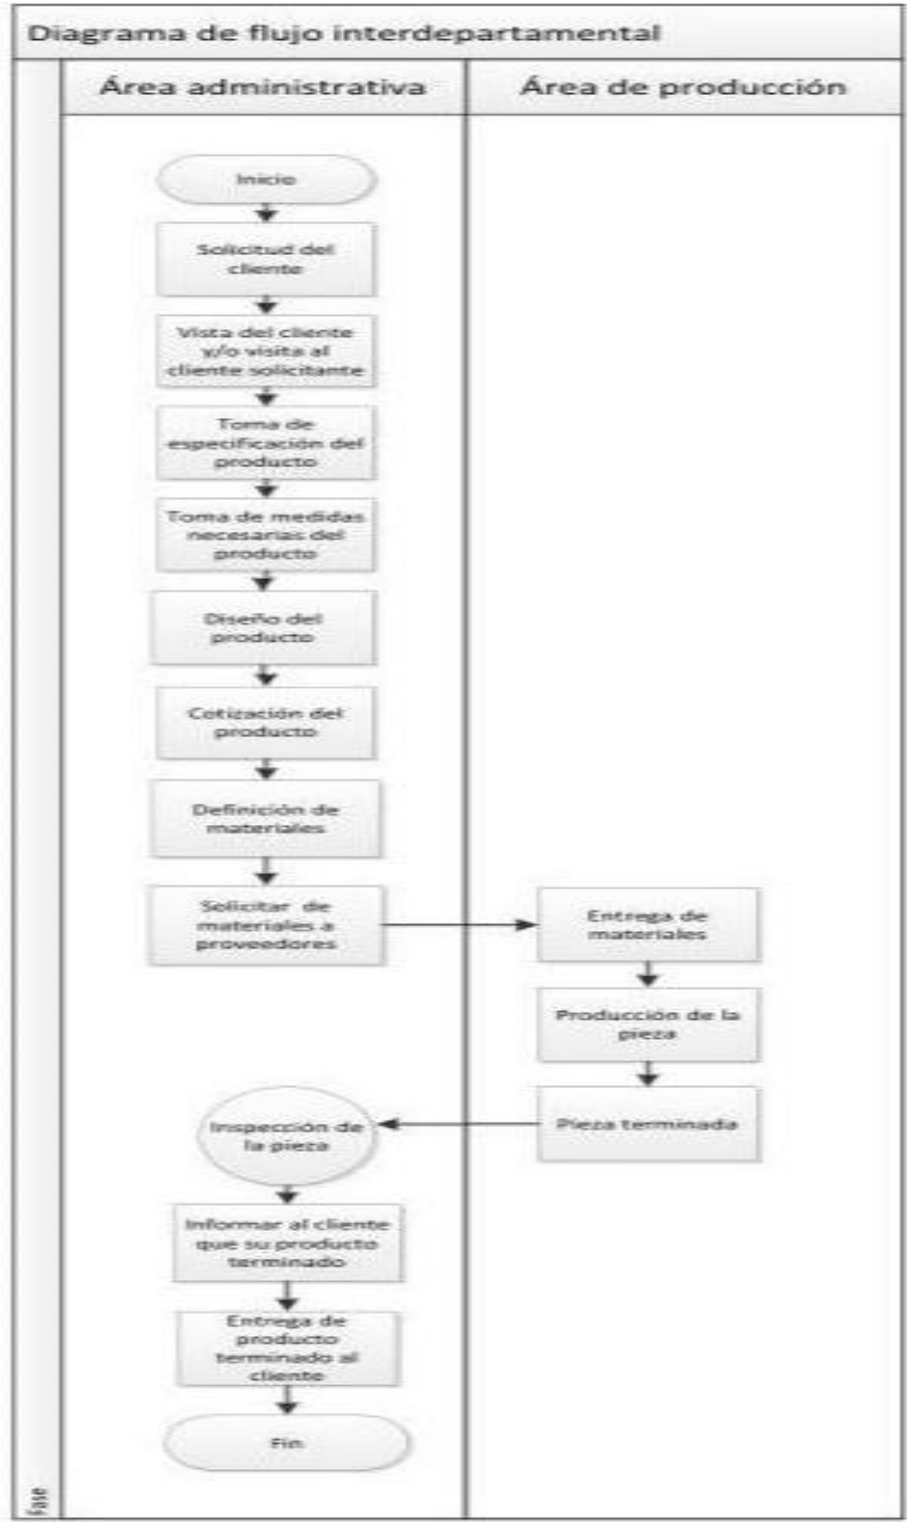 Diagrama de flujo interdepartamental
Área administrativa
Área de producción
Inicio
Solicitud del
cliente
Vista del cliente
y/o visita al
cliente solicitante
Toma de
especificación del
producto
Toma de medidas
necesarias del
producto
Diseño del
producto
Cotización del
producto
Definición de
materiales
Solicitar de
materiales a
proveedores
Entrega de
materiales
Producción de la
pieza
Pieza terminada
Inspección de
la pieza
Informar al cliente
que su producto
terminado
Entrega de
producto
terminado al
cliente
Fin
Fase